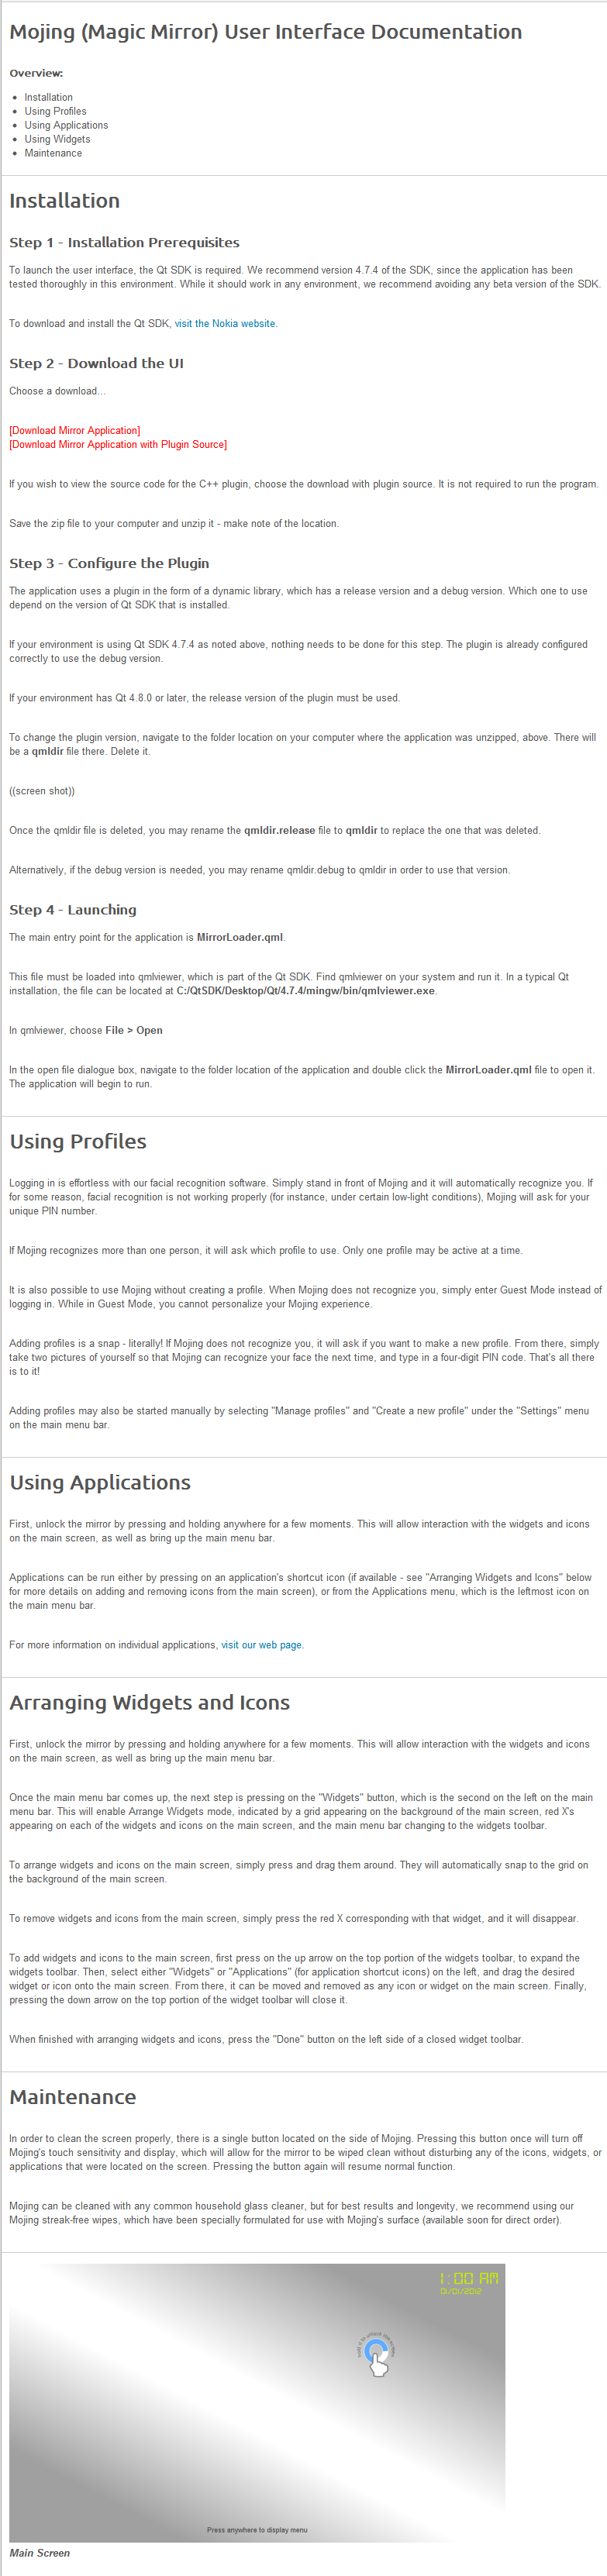 Mojing (Magic Mirror) User Interface Documentation
Overview:
Installation
Using Profiles
Using Applications
Using Widgets
Maintenance
Installation
Step 1 - Installation Prerequisites
To launch the user interface, the Qt SDK is required. We recommend version 4.7.4 of the SDK, since the application has been
tested thoroughly in this environment. While it should work in any environment, we recommend avoiding any beta version of the SDK.
To download and install the Qt SDK, visit the Nokia website.
Step 2 - Download the UI
Choose a download...
[Download Mirror Application]
[Download Mirror Application with Plugin Source]
If you wish to view the source code for the C++ plugin, choose the download with plugin source. It is not required to run the program.
Save the zip file to your computer and unzip it - make note of the location.
Step 3 - Configure the Plugin
The application uses a plugin in the form of a dynamic library, which has a release version and a debug version. Which one to use
depend on the version of Qt SDK that is installed.
If your environment is using Qt SDK 4.7.4 as noted above, nothing needs to be done for this step. The plugin is already configured
correctly to use the debug version.
If your environment has Qt 4.8.0 or later, the release version of the plugin must be used.
To change the plugin version, navigate to the folder location on your computer where the application was unzipped, above. There will
be a qmldir file there. Delete it.
((screen shot))
Once the qmldir file is deleted, you may rename the qmldir.release file to qmldir to replace the one that was deleted.
Alternatively, if the debug version is needed, you may rename qmldir.debug to qmldir in order to use that version.
Step 4 - Launching
The main entry point for the application is MirrorLoader.qml.
This file must be loaded into qmlviewer, which is part of the Qt SDK. Find qmlviewer on your system and run it. In a typical Qt
installation, the file can be located at C:/QtSDK/Desktop/Qt/4.7.4/mingw/bin/qmlviewer.exe.
In qmlviewer, choose File > Open
In the open file dialogue box, navigate to the folder location of the application and double click the MirrorLoader.qml file to open it.
The application will begin to run.
Using Profiles
Logging in is effortless with our facial recognition software. Simply stand in front of Mojing and it will automatically recognize you. If
for some reason, facial recognition is not working properly (for instance, under certain low-light conditions), Mojing will ask for your
unique PIN number.
If Mojing recognizes more than one person, it will ask which profile to use. Only one profile may be active at a time.
It is also possible to use Mojing without creating a profile. When Mojing does not recognize you, simply enter Guest Mode instead of
logging in. While in Guest Mode, you cannot personalize your Mojing experience.
Adding profiles is a snap - literally! If Mojing does not recognize you, it will ask if you want to make a new profile. From there, simply
take two pictures of yourself so that Mojing can recognize your face the next time, and type in a four-digit PIN code. That's all there
is to it!
Adding profiles may also be started manually by selecting "Manage profiles" and "Create a new profile" under the "Settings" menu
on the main menu bar.
Using Applications
First, unlock the mirror by pressing and holding anywhere for a few moments. This will allow interaction with the widgets and icons
on the main screen, as well as bring up the main menu bar.
Applications can be run either by pressing on an application's shortcut icon (if available - see "Arranging Widgets and Icons" below
for more details on adding and removing icons from the main screen), or from the Applications menu, which is the leftmost icon on
the main menu bar.
For more information on individual applications, visit our web page.
Arranging Widgets and Icons
First, unlock the mirror by pressing and holding anywhere for a few moments. This will allow interaction with the widgets and icons
on the main screen, as well as bring up the main menu bar.
Once the main menu bar comes up, the next step is pressing on the "Widgets" button, which is the second on the left on the main
menu bar. This will enable Arrange Widgets mode, indicated by a grid appearing on the background of the main screen, red X's
appearing on each of the widgets and icons on the main screen, and the main menu bar changing to the widgets toolbar.
To arrange widgets and icons on the main screen, simply press and drag them around. They will automatically snap to the grid on
the background of the main screen.
To remove widgets and icons from the main screen, simply press the red X corresponding with that widget, and it will disappear.
To add widgets and icons to the main screen, first press on the up arrow on the top portion of the widgets toolbar, to expand the
widgets toolbar. Then, select either "Widgets" or "Applications" (for application shortcut icons) on the left, and drag the desired
widget or icon onto the main screen. From there, it can be moved and removed as any icon or widget on the main screen. Finally,
pressing the down arrow on the top portion of the widget toolbar will close it.
When finished with arranging widgets and icons, press the "Done" button on the left side of a closed widget toolbar.
Maintenance
In order to clean the screen properly, there is a single button located on the side of Mojing. Pressing this button once will turn off
Mojing's touch sensitivity and display, which will allow for the mirror to be wiped clean without disturbing any of the icons, widgets, or
applications that were located on the screen. Pressing the button again will resume normal function.
Mojing can be cleaned with any common household glass cleaner, but for best results and longevity, we recommend using our
Mojing streak-free wipes, which have been specially formulated for use with Mojing's surface (available soon for direct order).
1:00 AM
01/01/2012
Press anywhere to display menu
Main Screen